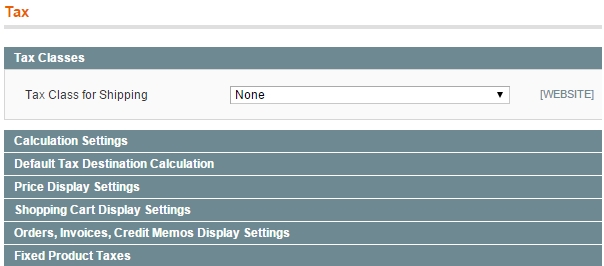 Tax
Tax Classes
Tax Class for Shipping None [WEBSITE]
Calculation Settings
Default Tax Destination Calculation
Price Display Settings
Shopping Cart Display Settings
Orders, Invoices, Credit Memos Display Settings
Fixed Product Taxes